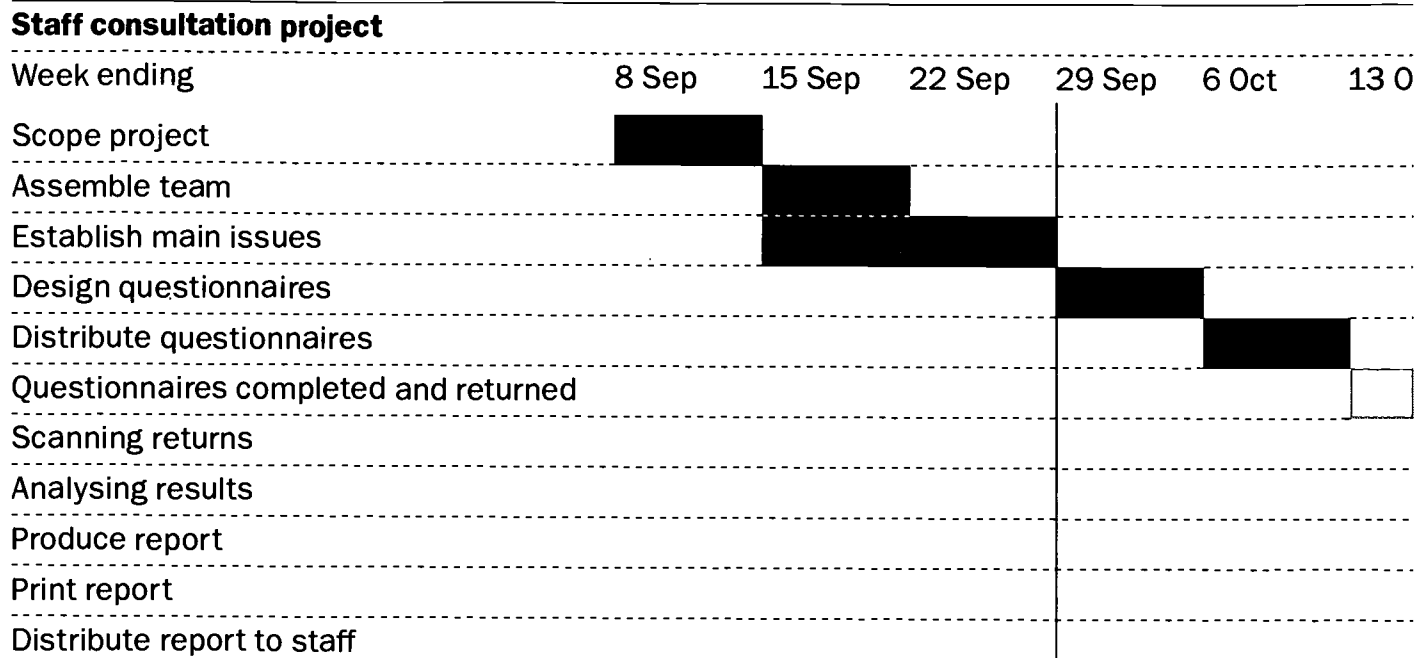 Staff consultation project
Week ending 8 Sep 15 Sep 22 Sep 29 Sep 6 Oct 13 O
Scope project
Assemble team
Establish main issues
Design questionnaires
Distribute questionnaires
Questionnaires completed and returned
Scanning returns
Analysing results
Produce report
Print report
Distribute report to staff